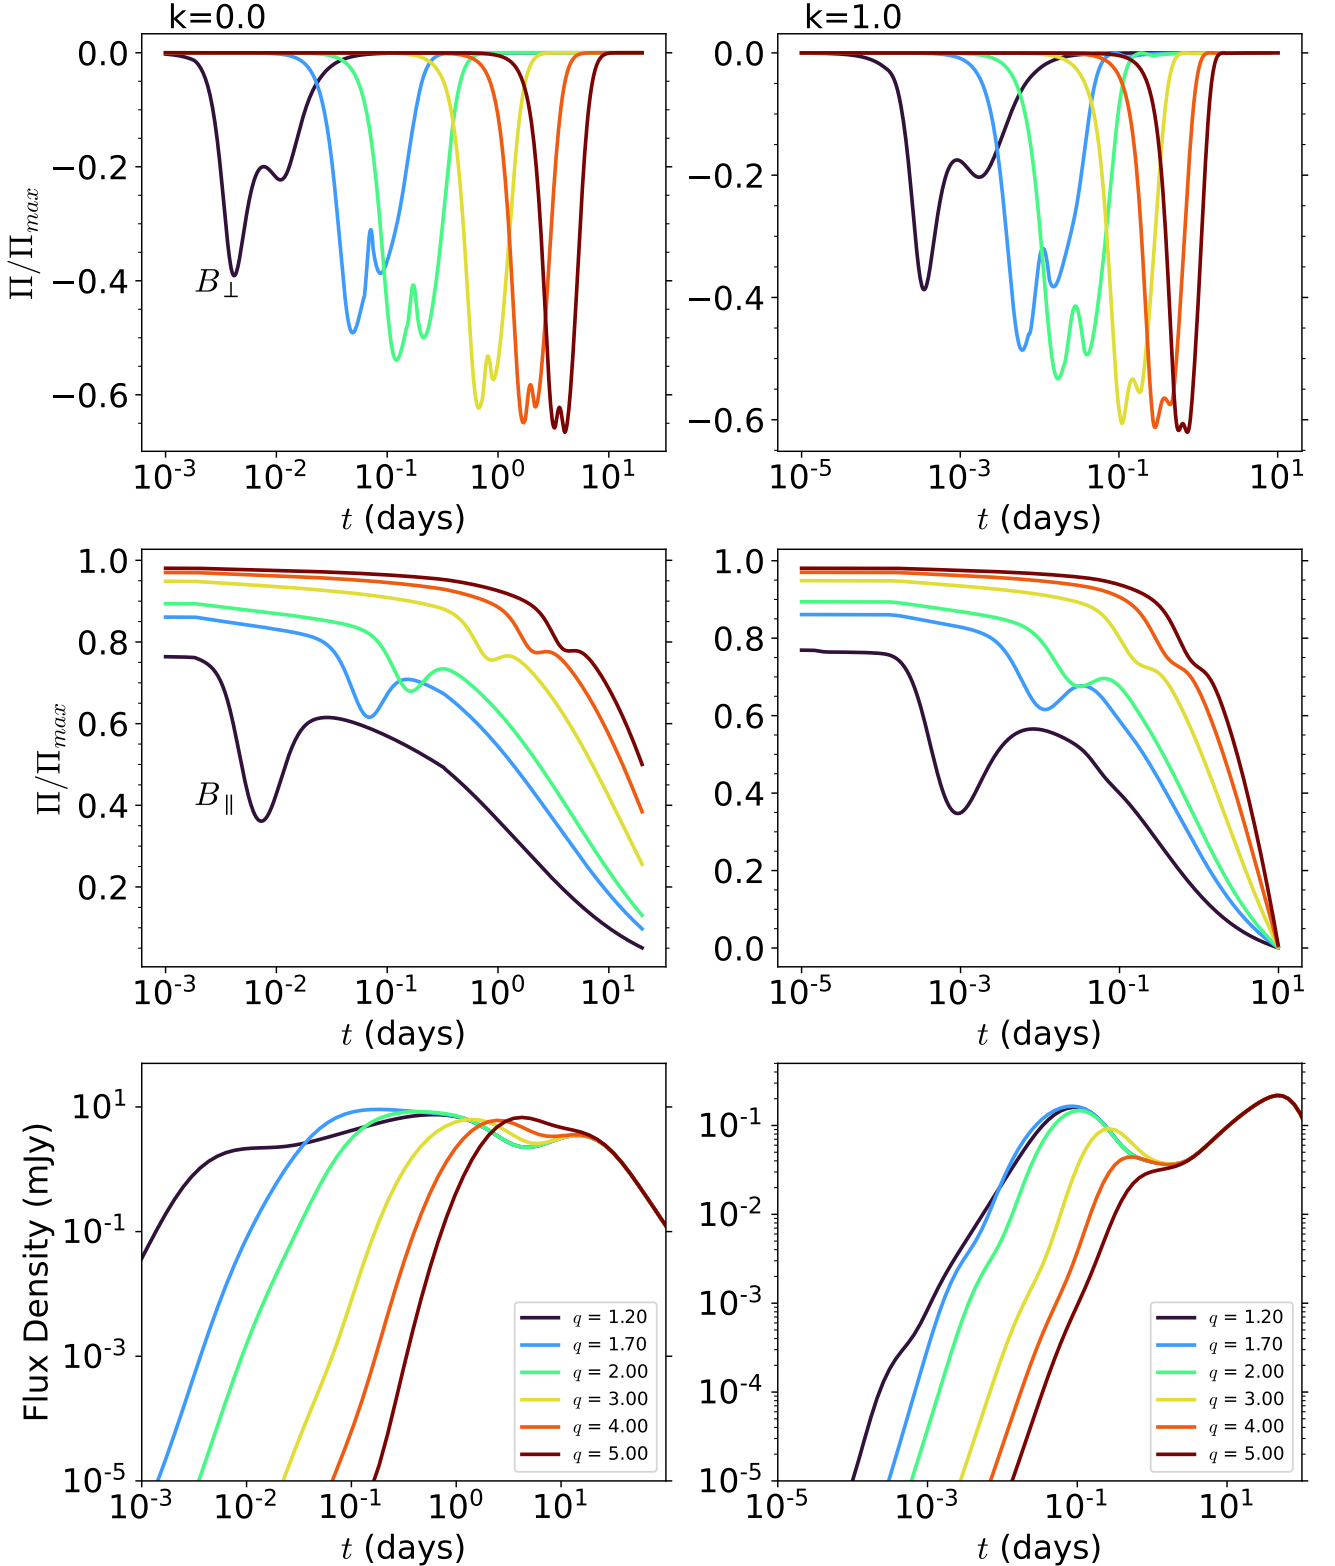 k=0.0
k=1.0
Π/Π_max
0.0
−0.2
−0.4
−0.6
B_⊥
10^-3 10^-2 10^-1 10^0 10^1
t (days)
0.0
−0.2
−0.4
−0.6
10^-5 10^-3 10^-1 10^1
t (days)
Π/Π_max
1.0
0.8
0.6
0.4
0.2
B_∥
10^-3 10^-2 10^-1 10^0 10^1
t (days)
1.0
0.8
0.6
0.4
0.2
0.0
10^-5 10^-3 10^-1 10^1
t (days)
Flux Density (mJy)
10^1
10^-1
10^-3
10^-5
q = 1.20
q = 1.70
q = 2.00
q = 3.00
q = 4.00
q = 5.00
10^-3 10^-2 10^-1 10^0 10^1
t (days)
10^-1
10^-2
10^-3
10^-4
10^-5
q = 1.20
q = 1.70
q = 2.00
q = 3.00
q = 4.00
q = 5.00
10^-5 10^-3 10^-1 10^1
t (days)